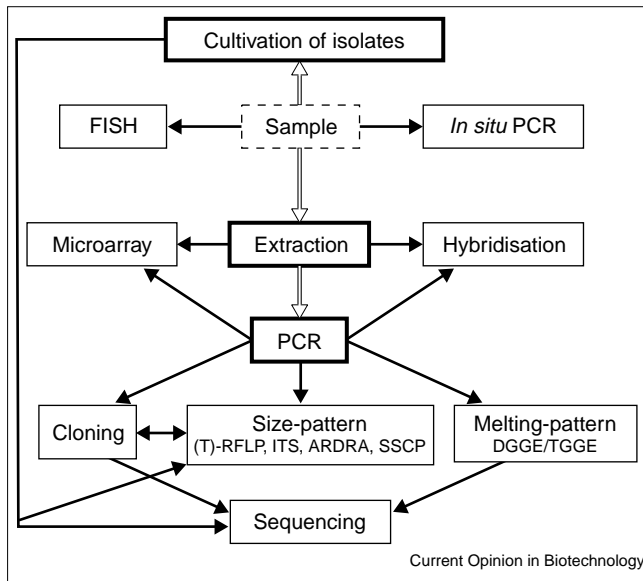 Cultivation of isolates
FISH
Sample
In situ PCR
Microarray
Extraction
Hybridisation
PCR
Cloning
Size-pattern
(T)-RFLP, ITS, ARDRA, SSCP
Melting-pattern
DGGE/TGGE
Sequencing
Current Opinion in Biotechnology